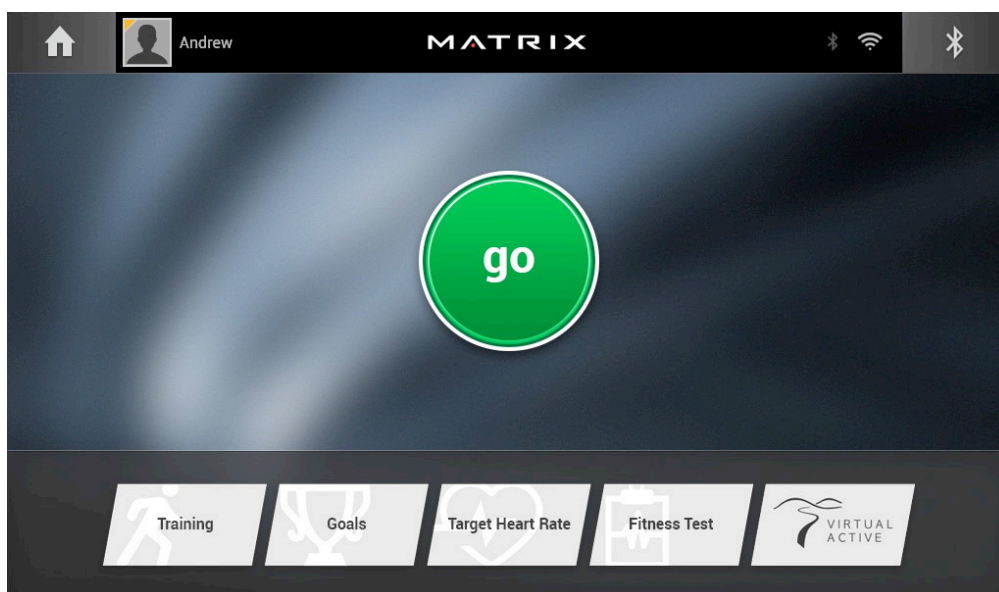 Andrew
MATRIX
go
Training
Goals
Target Heart Rate
Fitness Test
VIRTUAL
ACTIVE